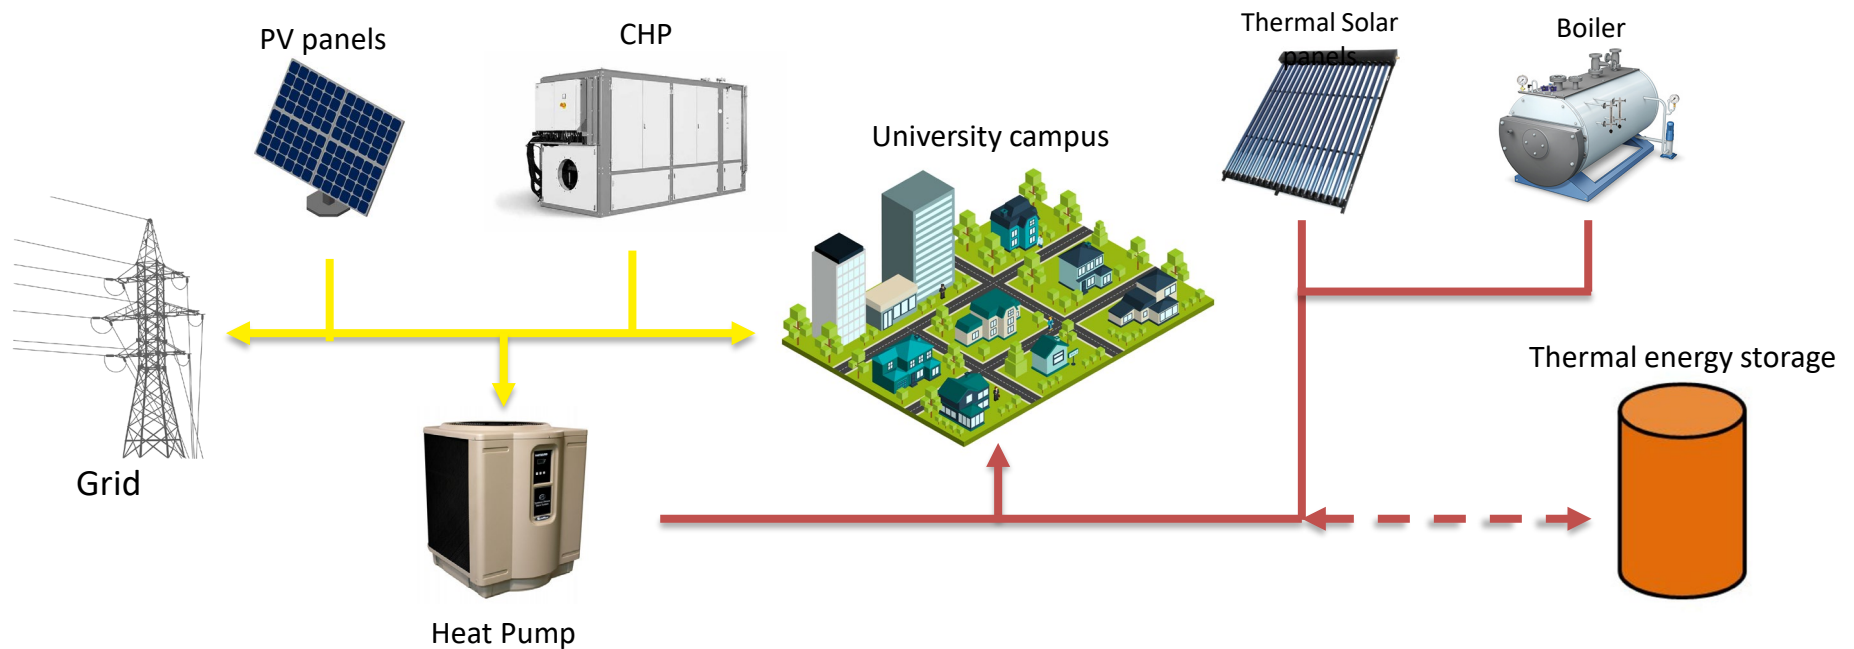 PV panels
CHP
Thermal Solar
panels
Boiler
University campus
Grid
Thermal energy storage
Heat Pump